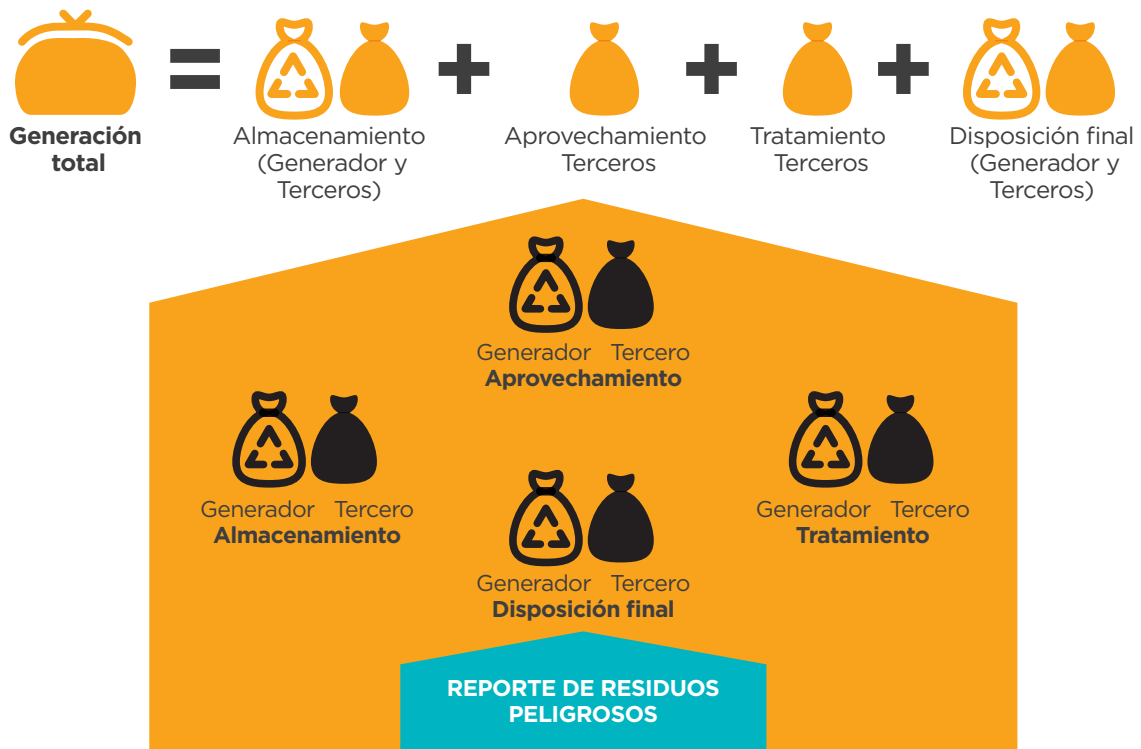 Generación
total
Almacenamiento
(Generador y
Terceros)
Aprovechamiento
Terceros
Tratamiento
Terceros
Disposición final
(Generador y
Terceros)
Generador Tercero
Aprovechamiento
Generador Tercero
Almacenamiento
Generador Tercero
Tratamiento
Generador Tercero
Disposición final
REPORTE DE RESIDUOS
PELIGROSOS